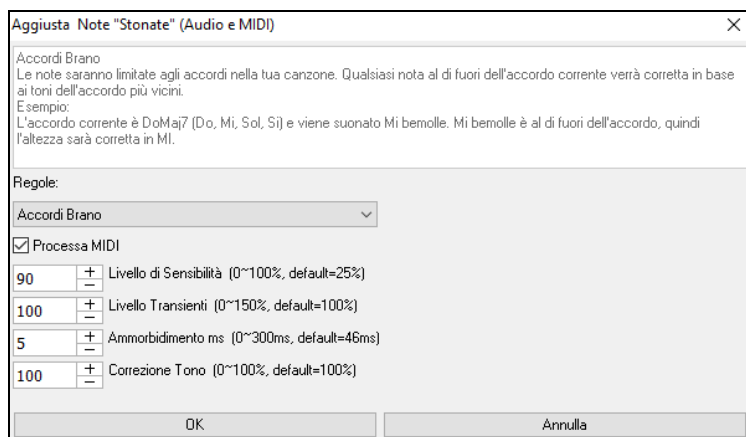 Aggiusta  Note "Stonate" (Audio e MIDI)
Accordi Brano
Le note saranno limitate agli accordi nella tua canzone. Qualsiasi nota al di fuori dell'accordo corrente verrà corretta in base
ai toni dell'accordo più vicini.
Esempio:
L'accordo corrente è DoMaj7 (Do, Mi, Sol, Si) e viene suonato Mi bemolle. Mi bemolle è al di fuori dell'accordo, quindi
l'altezza sarà corretta in MI.
Regole:
Accordi Brano
Processa MIDI
90 + − Livello di Sensibilità (0~100%, default=25%)
100 + − Livello Transienti (0~150%, default=100%)
5 + − Ammorbidimento ms (0~300ms, default=46ms)
100 + − Correzione Tono (0~100%, default=100%)
OK Annulla